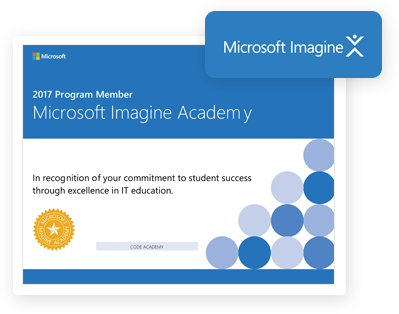 Microsoft Imagine
Microsoft
2017 Program Member
Microsoft Imagine Academy
In recognition of your commitment to student success
through excellence in IT education.
CODE ACADEMY